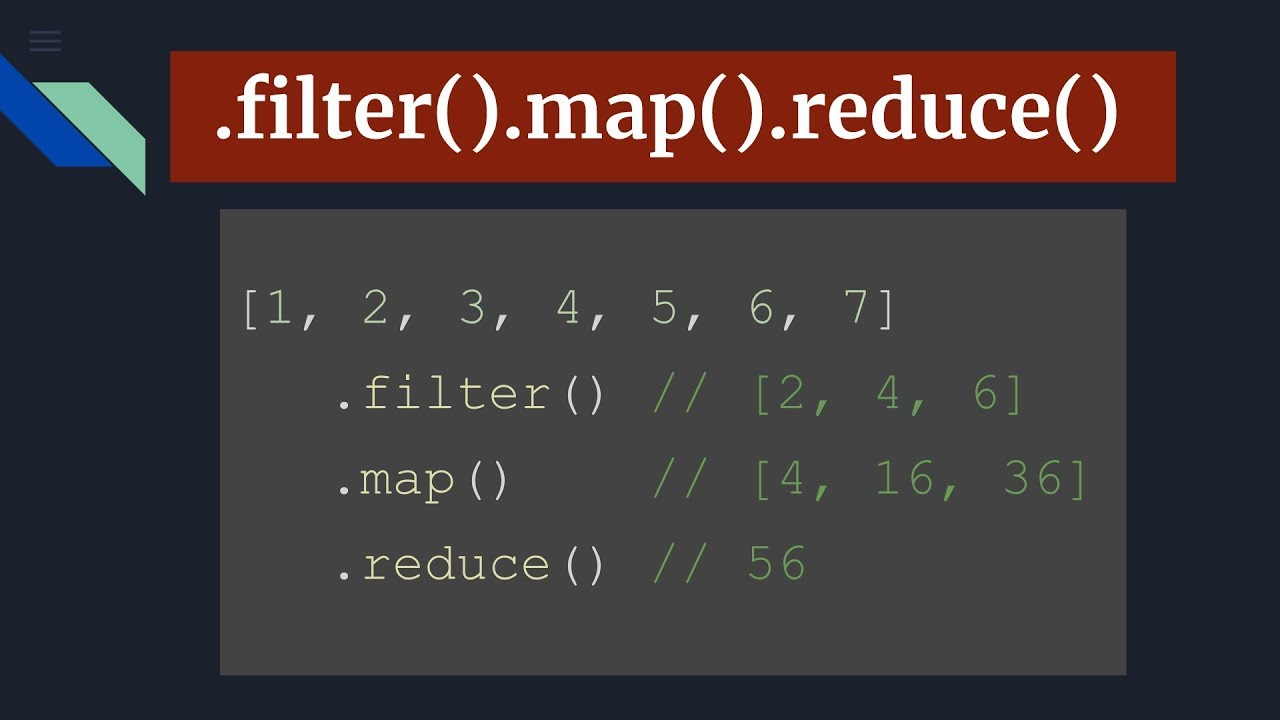 .filter().map().reduce()
[1, 2, 3, 4, 5, 6, 7]
.filter() // [2, 4, 6]
.map() // [4, 16, 36]
.reduce() // 56